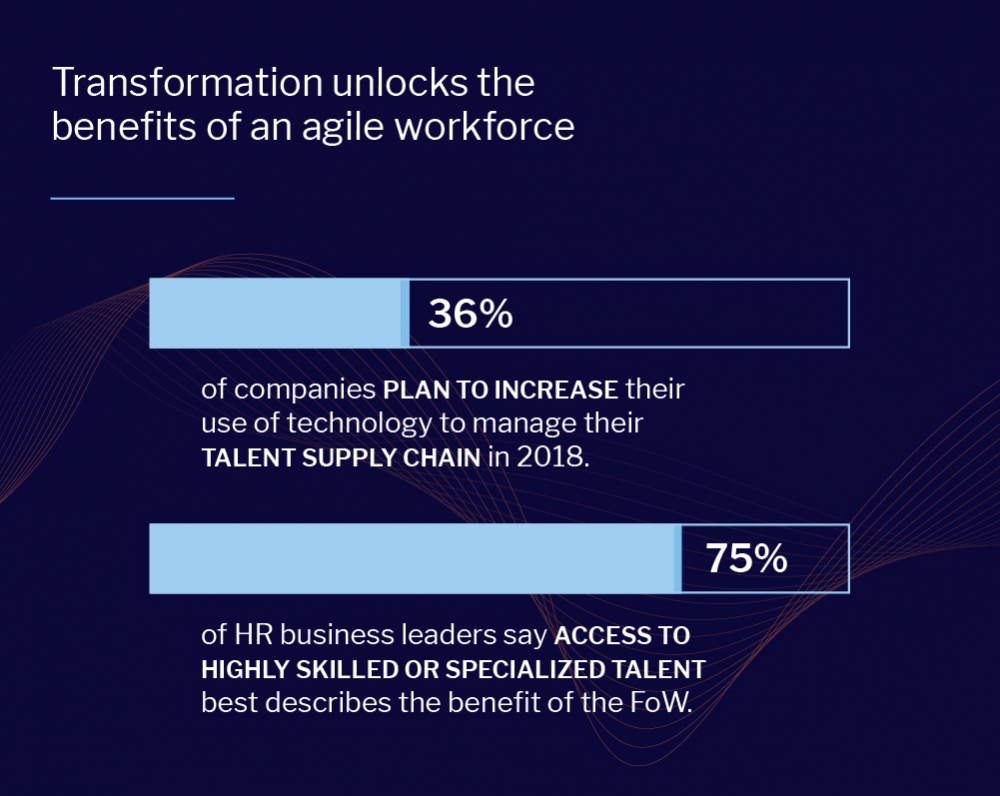 Transformation unlocks the
benefits of an agile workforce
36%
of companies PLAN TO INCREASE their
use of technology to manage their
TALENT SUPPLY CHAIN in 2018.
75%
of HR business leaders say ACCESS TO
HIGHLY SKILLED OR SPECIALIZED TALENT
best describes the benefit of the FoW.